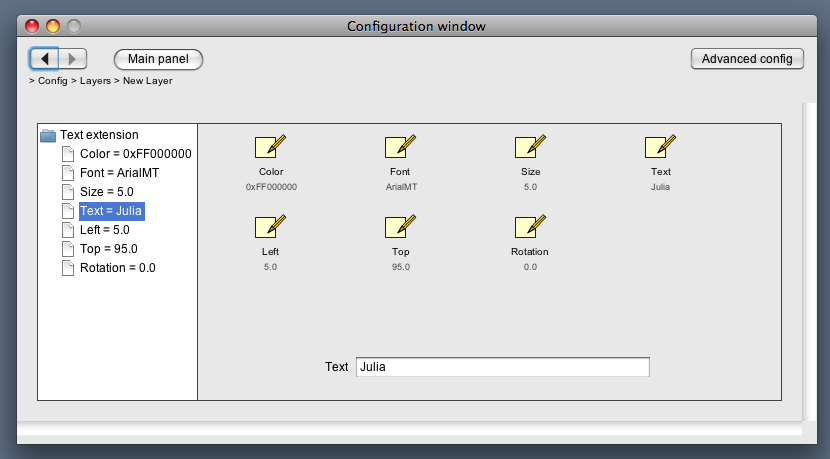 Configuration window
Main panel
Advanced config
> Config > Layers > New Layer
Text extension
Color = 0xFF000000
Font = ArialMT
Size = 5.0
Text = Julia
Left = 5.0
Top = 95.0
Rotation = 0.0
Color Font Size Text
0xFF000000 ArialMT 5.0 Julia
Left Top Rotation
5.0 95.0 0.0
Text Julia